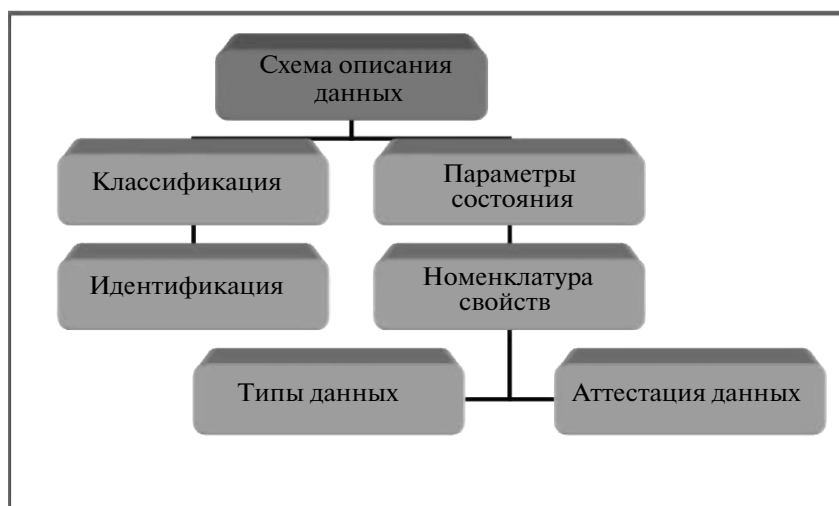 Схема описания
данных
Классификация
Параметры
состояния
Идентификация
Номенклатура
свойств
Типы данных
Аттестация данных